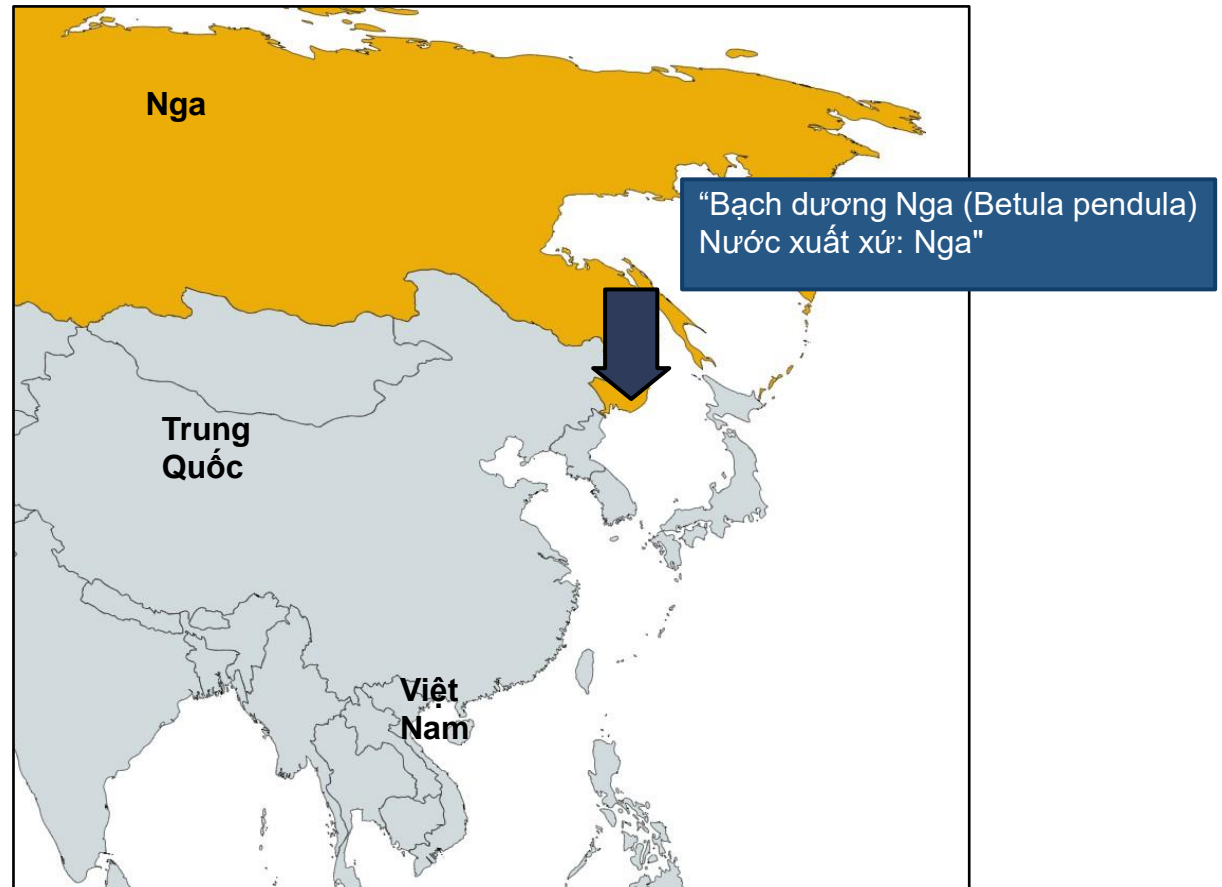 Nga
“Bạch dương Nga (Betula pendula)
Nước xuất xứ: Nga"
Trung
Quốc
Việt
Nam